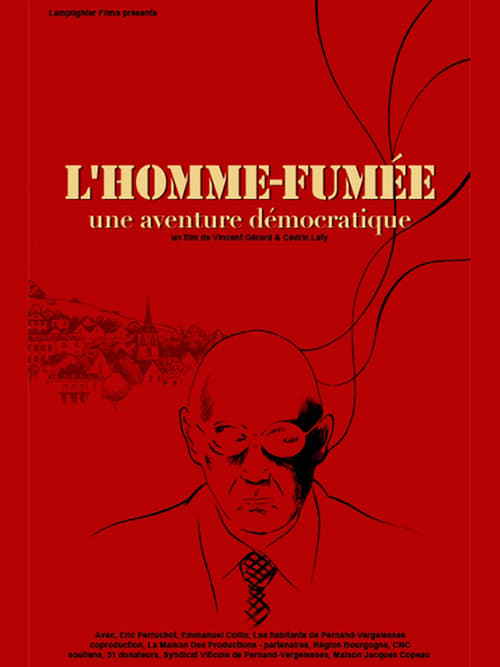 Lamplighter Films présente
L'HOMME-FUMÉE
une aventure démocratique
un film de Vincent Gérard & Cédric Laty
Avec, Eric Perruchot, Emmanuel Collin, Les habitants de Pernand-Vergelesses
coproduction, La Maison Des Productions - partenaires, Région Bourgogne, CNC
soutiens, 31 donateurs, Syndicat Viticole de Pernand-Vergelesses, Maison Jacques Copeau